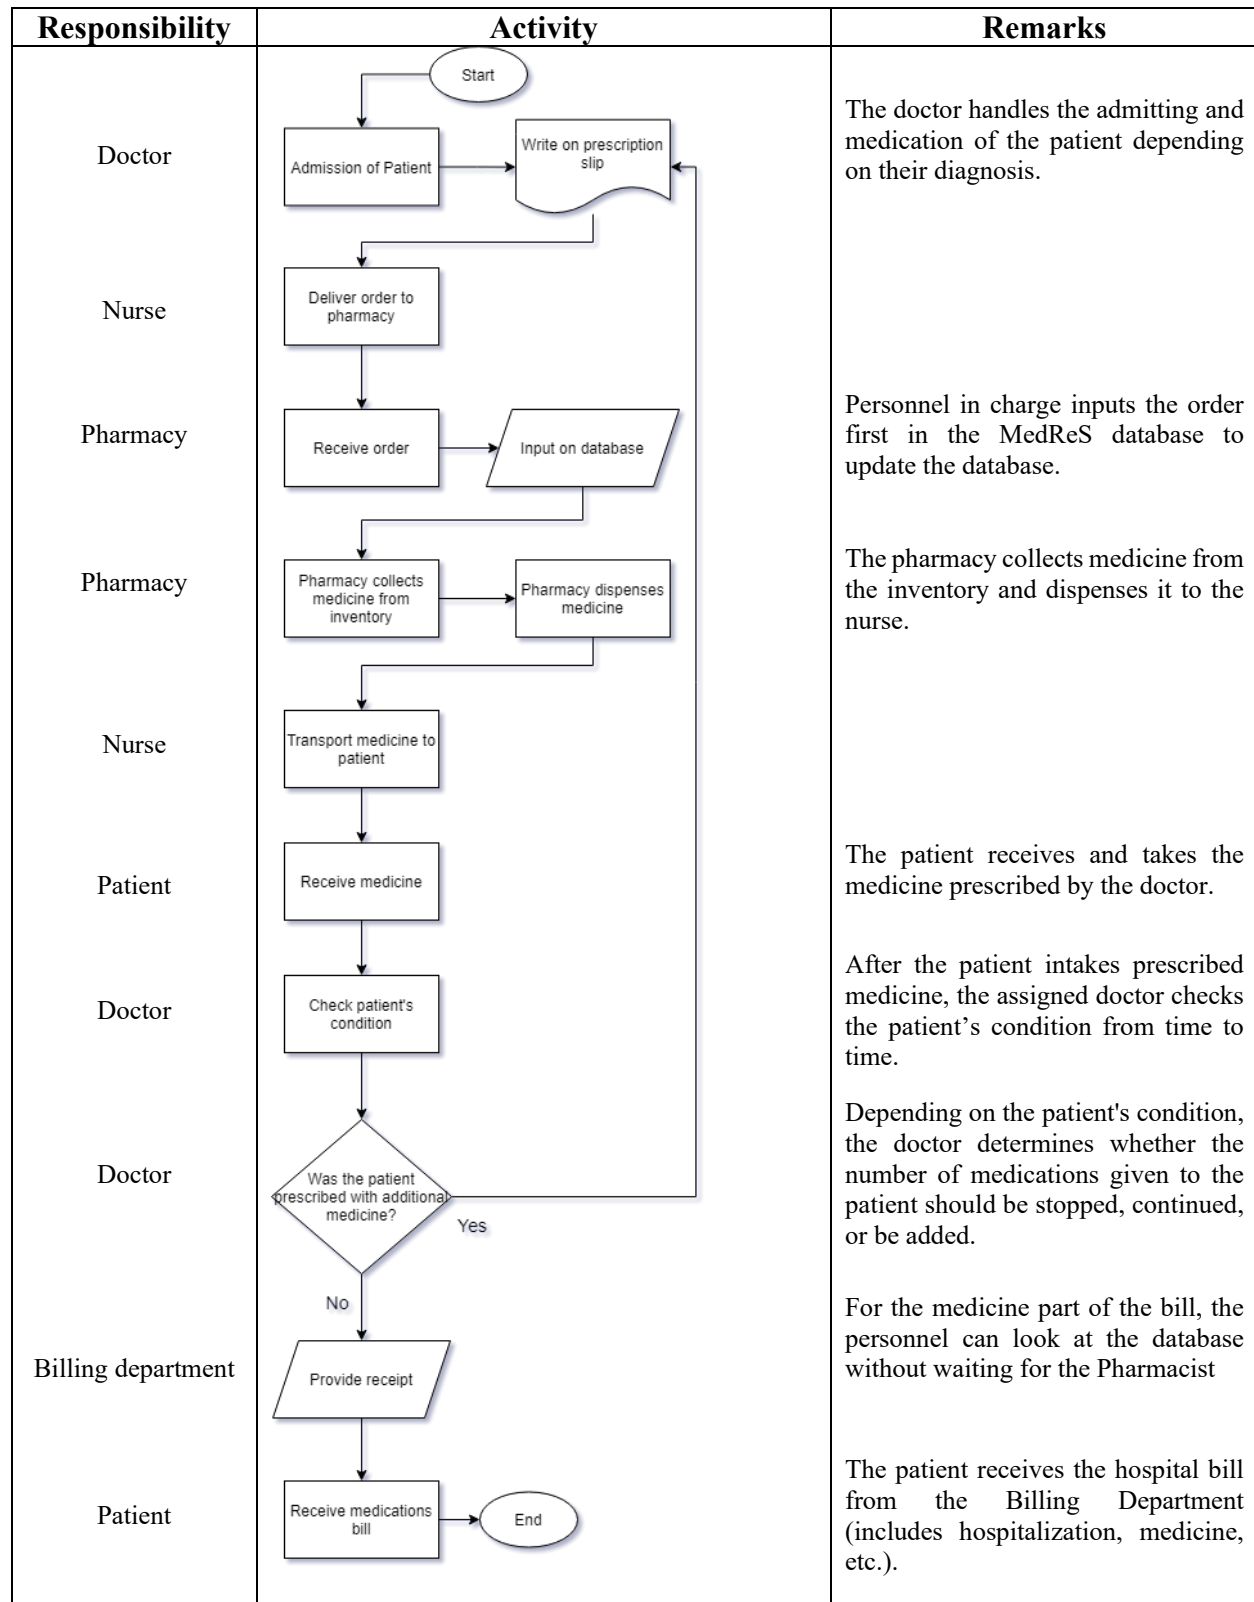 Responsibility
Activity
Remarks
Start
Doctor
Admission of Patient
Write on prescription
slip
The doctor handles the admitting and
medication of the patient depending
on their diagnosis.
Nurse
Deliver order to
pharmacy
Pharmacy
Receive order
Input on database
Personnel in charge inputs the order
first in the MedReS database to
update the database.
Pharmacy
Pharmacy collects
medicine from
inventory
Pharmacy dispenses
medicine
The pharmacy collects medicine from
the inventory and dispenses it to the
nurse.
Nurse
Transport medicine to
patient
Patient
Receive medicine
The patient receives and takes the
medicine prescribed by the doctor.
Doctor
Check patient's
condition
After the patient intakes prescribed
medicine, the assigned doctor checks
the patient’s condition from time to
time.
Doctor
Was the patient
prescribed with additional
medicine?
Yes
No
Depending on the patient's condition,
the doctor determines whether the
number of medications given to the
patient should be stopped, continued,
or be added.
Billing department
Provide receipt
For the medicine part of the bill, the
personnel can look at the database
without waiting for the Pharmacist
Patient
Receive medications
bill
End
The patient receives the hospital bill
from the Billing Department
(includes hospitalization, medicine,
etc.).